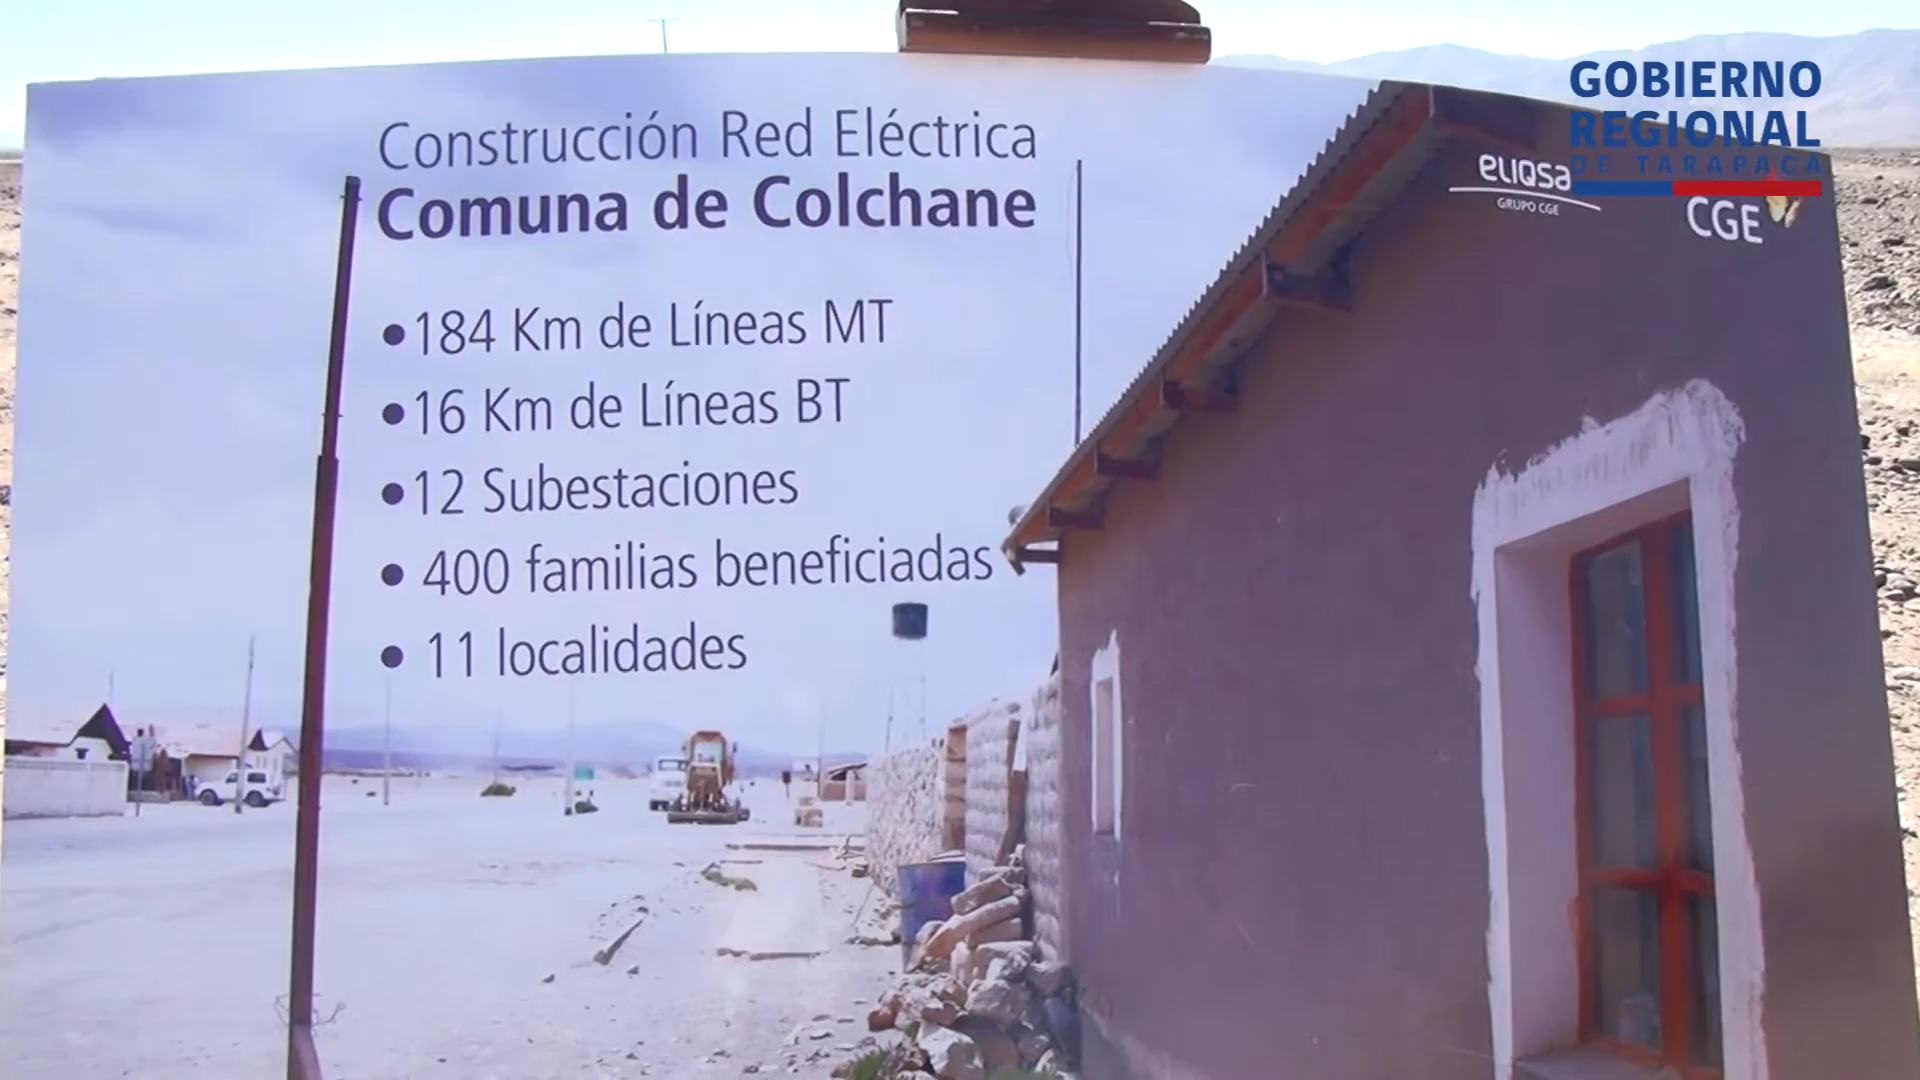 Construcción Red Eléctrica
Comuna de Colchane
•184 Km de Líneas MT
•16 Km de Líneas BT
•12 Subestaciones
• 400 familias beneficiadas
• 11 localidades
eliqsa
GRUPO CGE
CGE
GOBIERNO
REGIONAL
DE TARAPACÁ